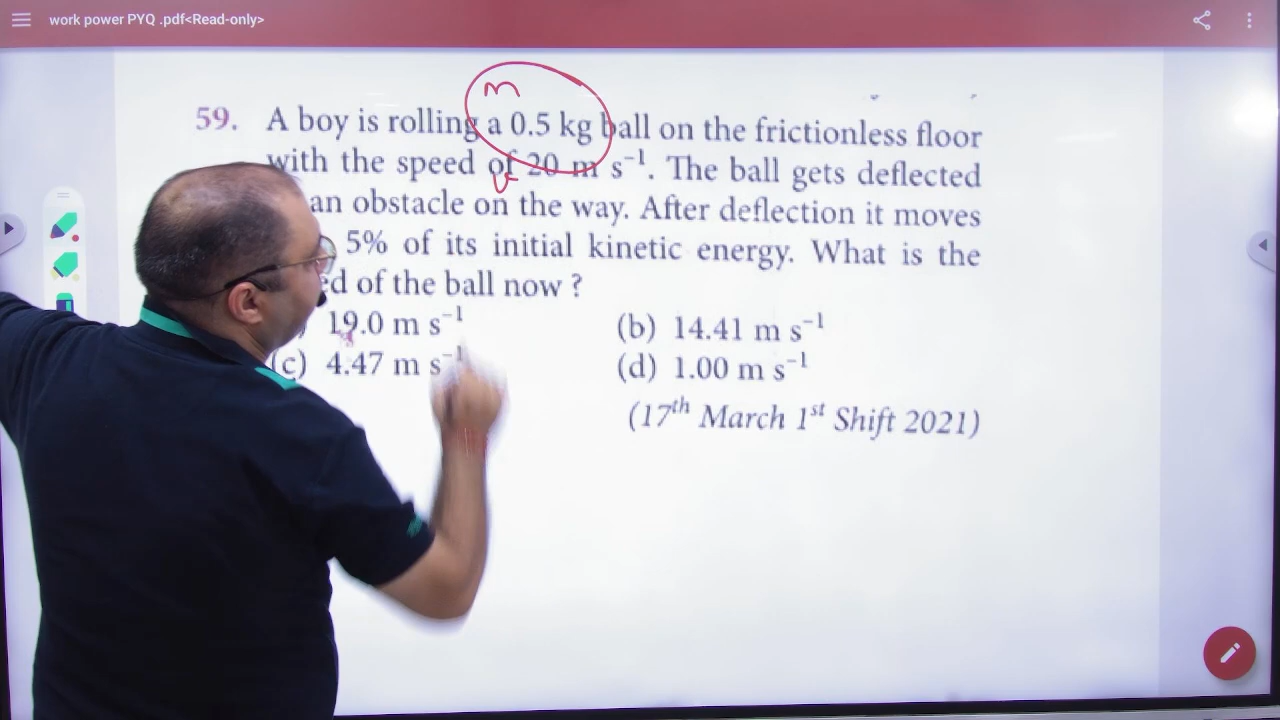 work power PYQ .pdf<Read-only>
m
59. A boy is rolling a 0.5 kg ball on the frictionless floor
with the speed of 20 m s⁻¹. The ball gets deflected
an obstacle on the way. After deflection it moves
5% of its initial kinetic energy. What is the
ed of the ball now ?
19.0 m s⁻¹ (b) 14.41 m s⁻¹
(c) 4.47 m s⁻¹ (d) 1.00 m s⁻¹
(17th March 1st Shift 2021)